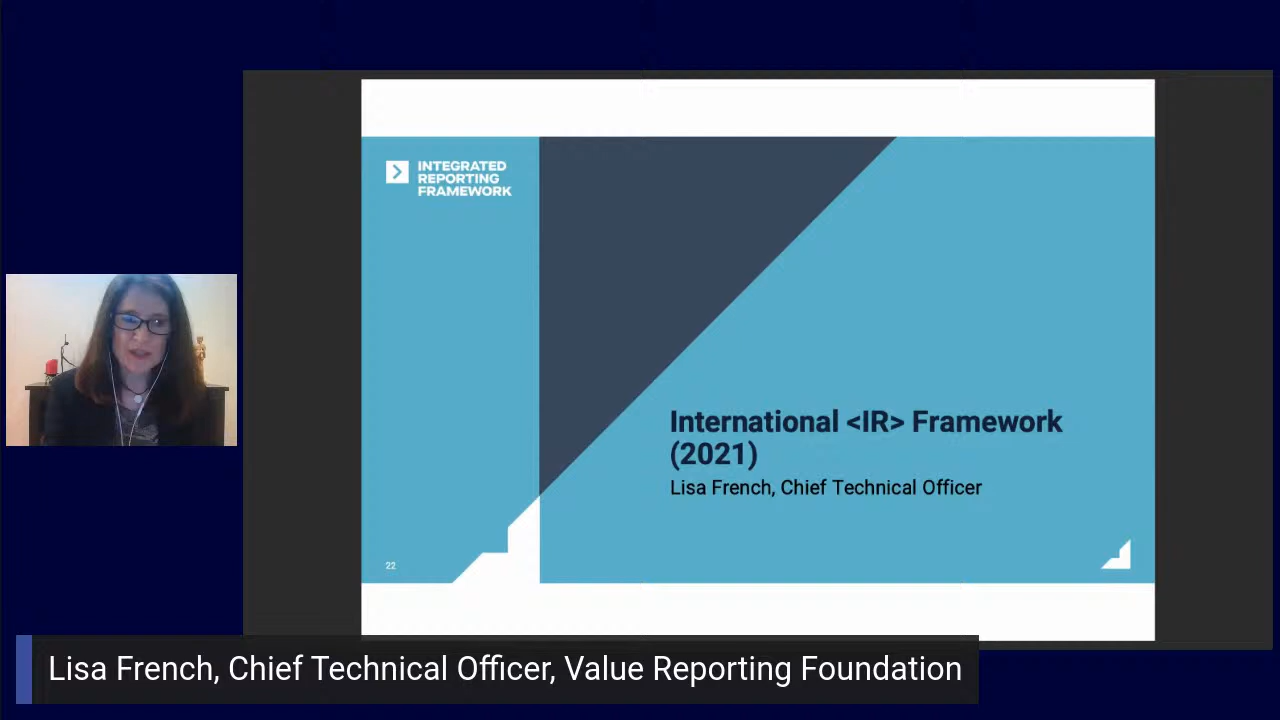 INTEGRATED
REPORTING
FRAMEWORK
International <IR> Framework
(2021)
Lisa French, Chief Technical Officer
22
Lisa French, Chief Technical Officer, Value Reporting Foundation